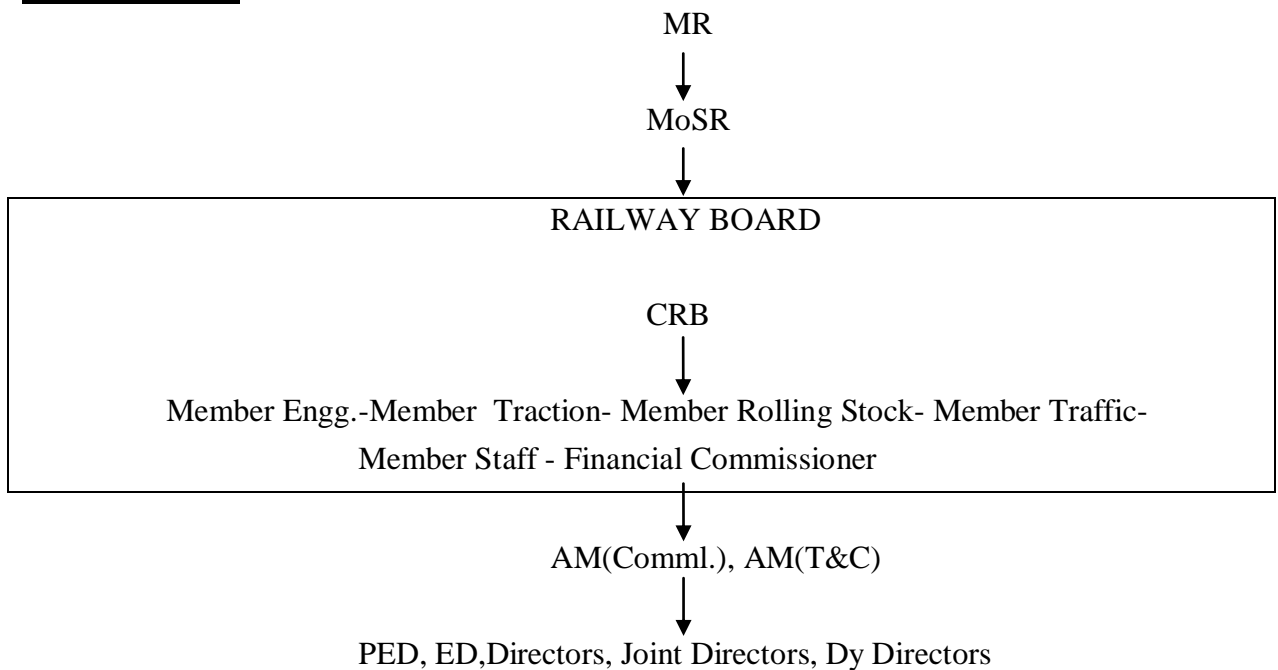 MR
MoSR
RAILWAY BOARD
CRB
Member Engg.-Member Traction- Member Rolling Stock- Member Traffic-
Member Staff - Financial Commissioner
AM(Comml.), AM(T&C)
PED, ED,Directors, Joint Directors, Dy Directors